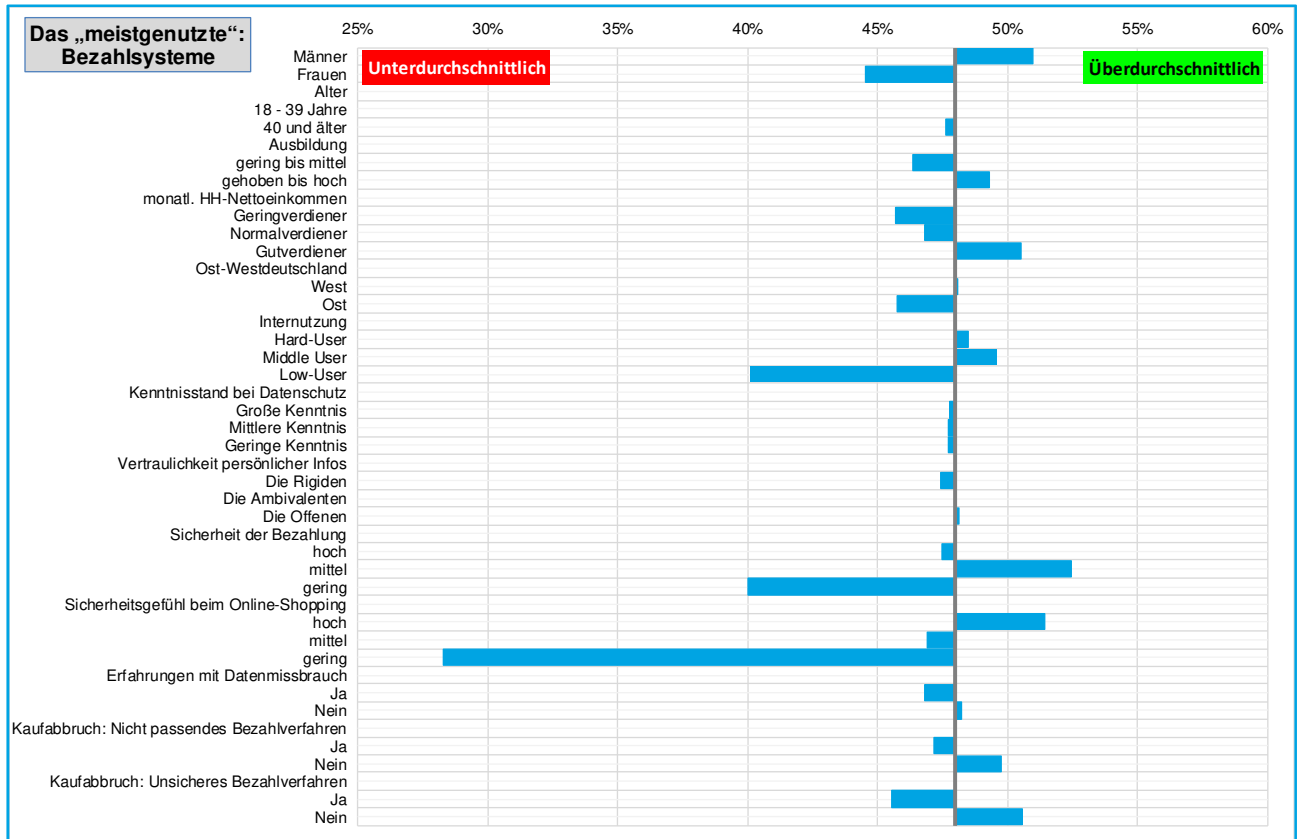 Das „meistgenutzte“:
Bezahlsysteme
25% 30% 35% 40% 45% 50% 55% 60%
Unterdurchschnittlich
Überdurchschnittlich
Männer
Frauen
Alter
18 - 39 Jahre
40 und älter
Ausbildung
gering bis mittel
gehoben bis hoch
monatl. HH-Nettoeinkommen
Geringverdiener
Normalverdiener
Gutverdiener
Ost-Westdeutschland
West
Ost
Internutzung
Hard-User
Middle User
Low-User
Kenntnisstand bei Datenschutz
Große Kenntnis
Mittlere Kenntnis
Geringe Kenntnis
Vertraulichkeit persönlicher Infos
Die Rigiden
Die Ambivalenten
Die Offenen
Sicherheit der Bezahlung
hoch
mittel
gering
Sicherheitsgefühl beim Online-Shopping
hoch
mittel
gering
Erfahrungen mit Datenmissbrauch
Ja
Nein
Kaufabbruch: Nicht passendes Bezahlverfahren
Ja
Nein
Kaufabbruch: Unsicheres Bezahlverfahren
Ja
Nein